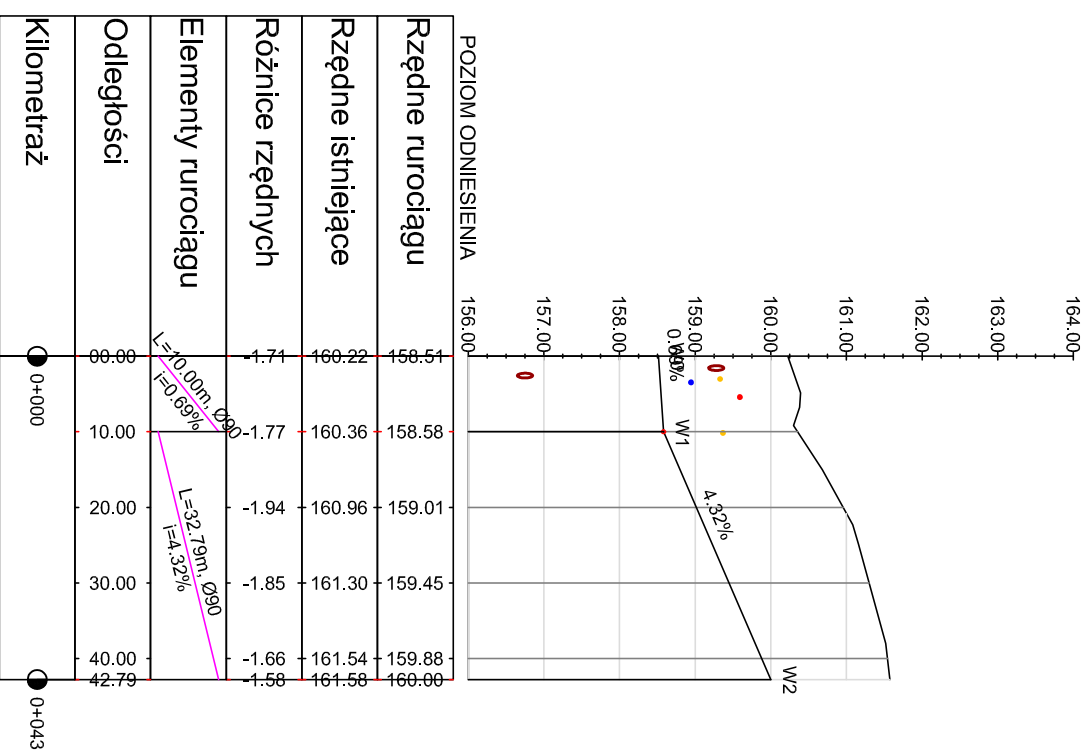 164.00
163.00
162.00
161.00
160.00
159.00
158.00
157.00
156.00
0.69%
W1
4.32%
W2
POZIOM ODNIESIENIA
Rzędne rurociągu
158.51 158.58 159.01 159.45 159.88 160.00
Rzędne istniejące
160.22 160.36 160.96 161.30 161.54 161.58
Różnice rzędnych
-1.71 -1.77 -1.94 -1.85 -1.66 -1.58
Elementy rurociągu
L=10.00m, Ø90
i=0.69%
L=32.79m, Ø90
i=4.32%
Odległości
00.00 10.00 20.00 30.00 40.00 42.79
Kilometraż
0+000 0+043